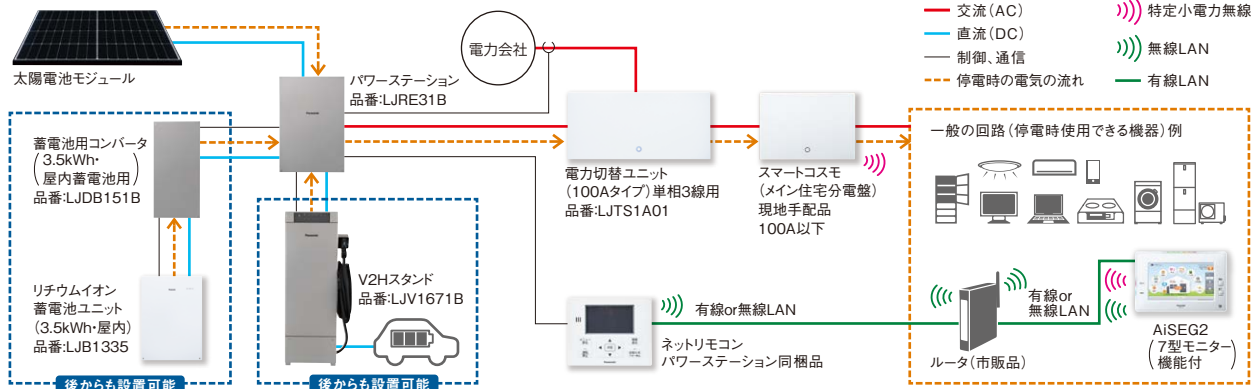 太陽電池モジュール
電力会社
交流(AC)
直流(DC)
制御、通信
停電時の電気の流れ
特定小電力無線
無線LAN
有線LAN
パワーステーション
品番:LJRE31B
蓄電池用コンバータ
(3.5kWh・
屋内蓄電池用)
品番:LJDB151B
電力切替ユニット
(100Aタイプ)単相3線用
品番:LJTS1A01
スマートコスモ
(メイン住宅分電盤)
現地手配品
100A以下
一般の回路(停電時使用できる機器)例
リチウムイオン
蓄電池ユニット
(3.5kWh・屋内)
品番:LJB1335
後からも設置可能
V2Hスタンド
品番:LJV1671B
後からも設置可能
有線or無線LAN
ネットリモコン
パワーステーション同梱品
有線or
無線LAN
ルータ(市販品)
AiSEG2
(7型モニター
機能付)